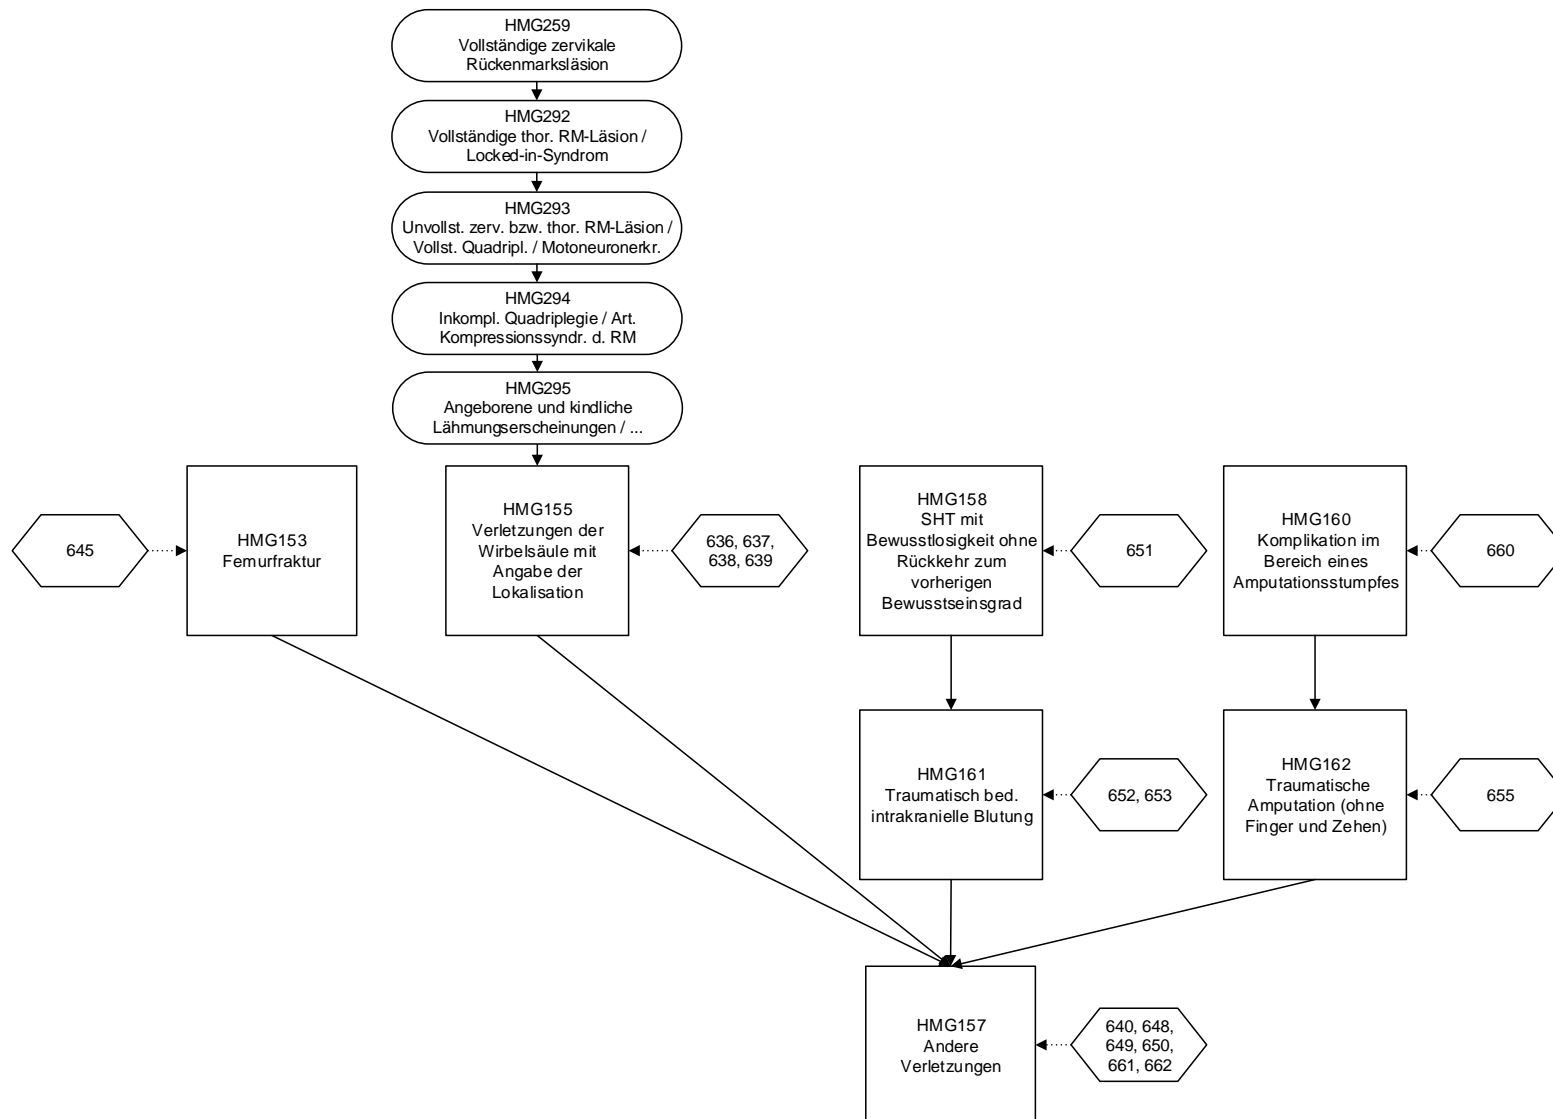 HMG259
Vollständige zervikale
Rückenmarksläsion
HMG292
Vollständige thor. RM-Läsion /
Locked-in-Syndrom
HMG293
Unvollst. zerv. bzw. thor. RM-Läsion /
Vollst. Quadripl. / Motoneuronerkr.
HMG294
Inkompl. Quadriplegie / Art.
Kompressionssyndr. d. RM
HMG295
Angeborene und kindliche
Lähmungserscheinungen / ...
645
HMG153
Femurfraktur
HMG155
Verletzungen der
Wirbelsäule mit
Angabe der
Lokalisation
636, 637,
638, 639
HMG158
SHT mit
Bewusstlosigkeit ohne
Rückkehr zum
vorherigen
Bewusstseinsgrad
651
HMG160
Komplikation im
Bereich eines
Amputationsstumpfes
660
HMG161
Traumatisch bed.
intrakranielle Blutung
652, 653
HMG162
Traumatische
Amputation (ohne
Finger und Zehen)
655
HMG157
Andere
Verletzungen
640, 648,
649, 650,
661, 662